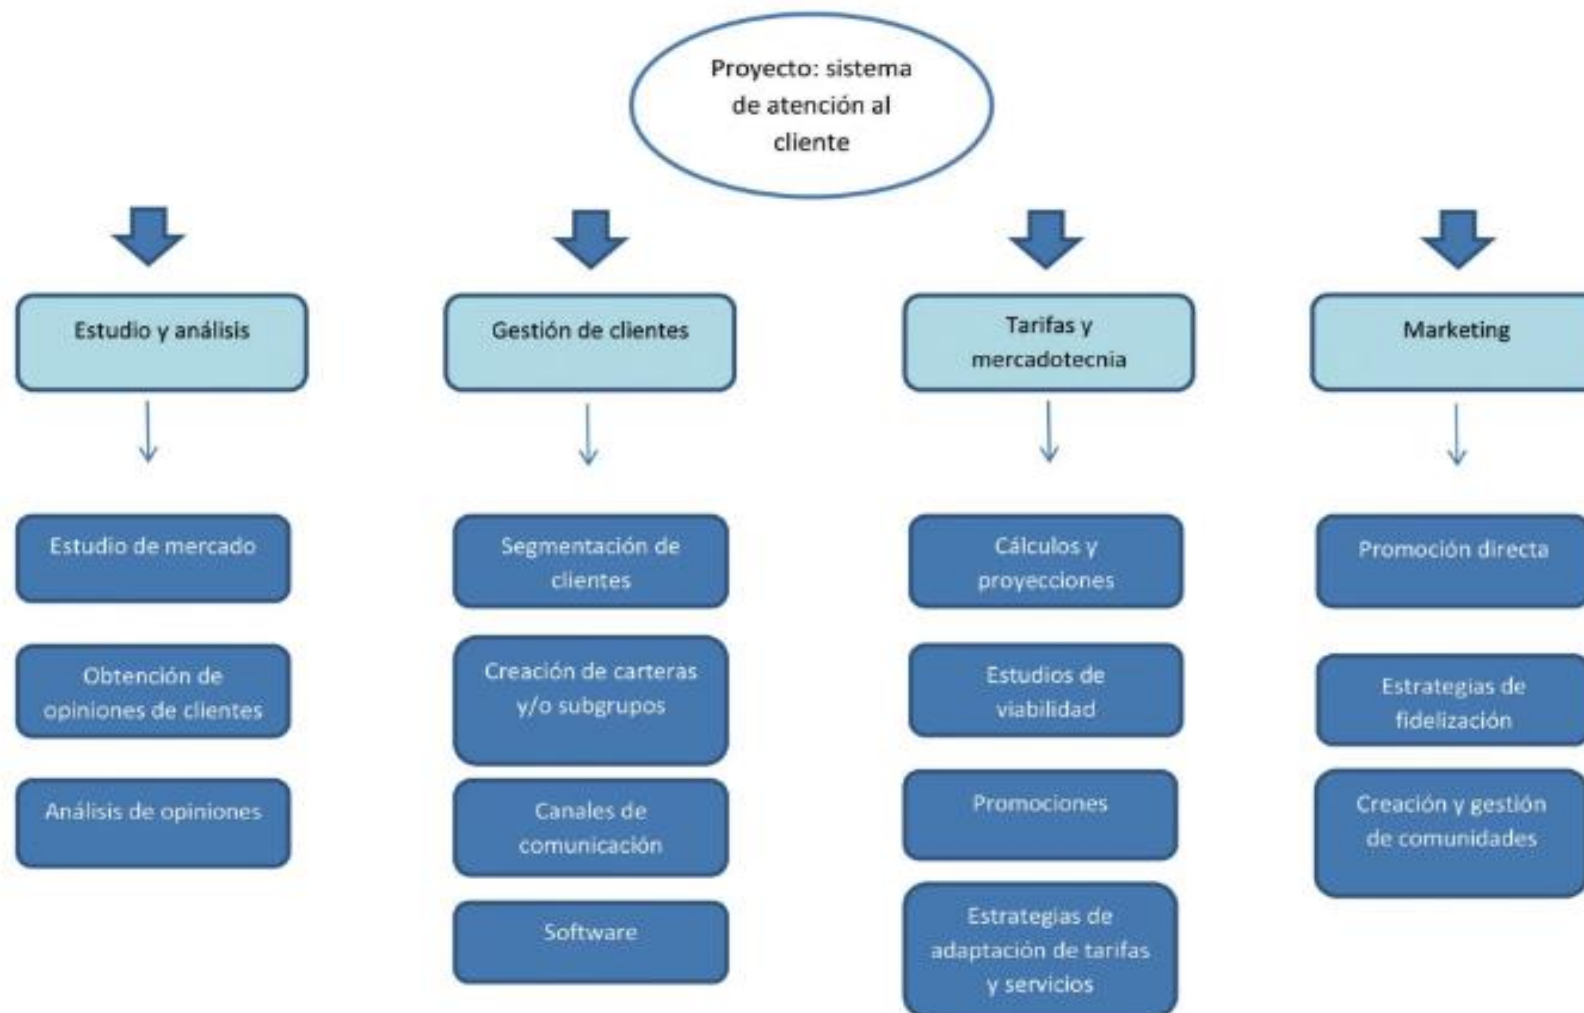 Proyecto: sistema
de atención al
cliente
Estudio y análisis
Gestión de clientes
Tarifas y
mercadotecnia
Marketing
Estudio de mercado
Obtención de
opiniones de clientes
Análisis de opiniones
Segmentación de
clientes
Creación de carteras
y/o subgrupos
Canales de
comunicación
Software
Cálculos y
proyecciones
Estudios de
viabilidad
Promociones
Estrategias de
adaptación de tarifas
y servicios
Promoción directa
Estrategias de
fidelización
Creación y gestión
de comunidades